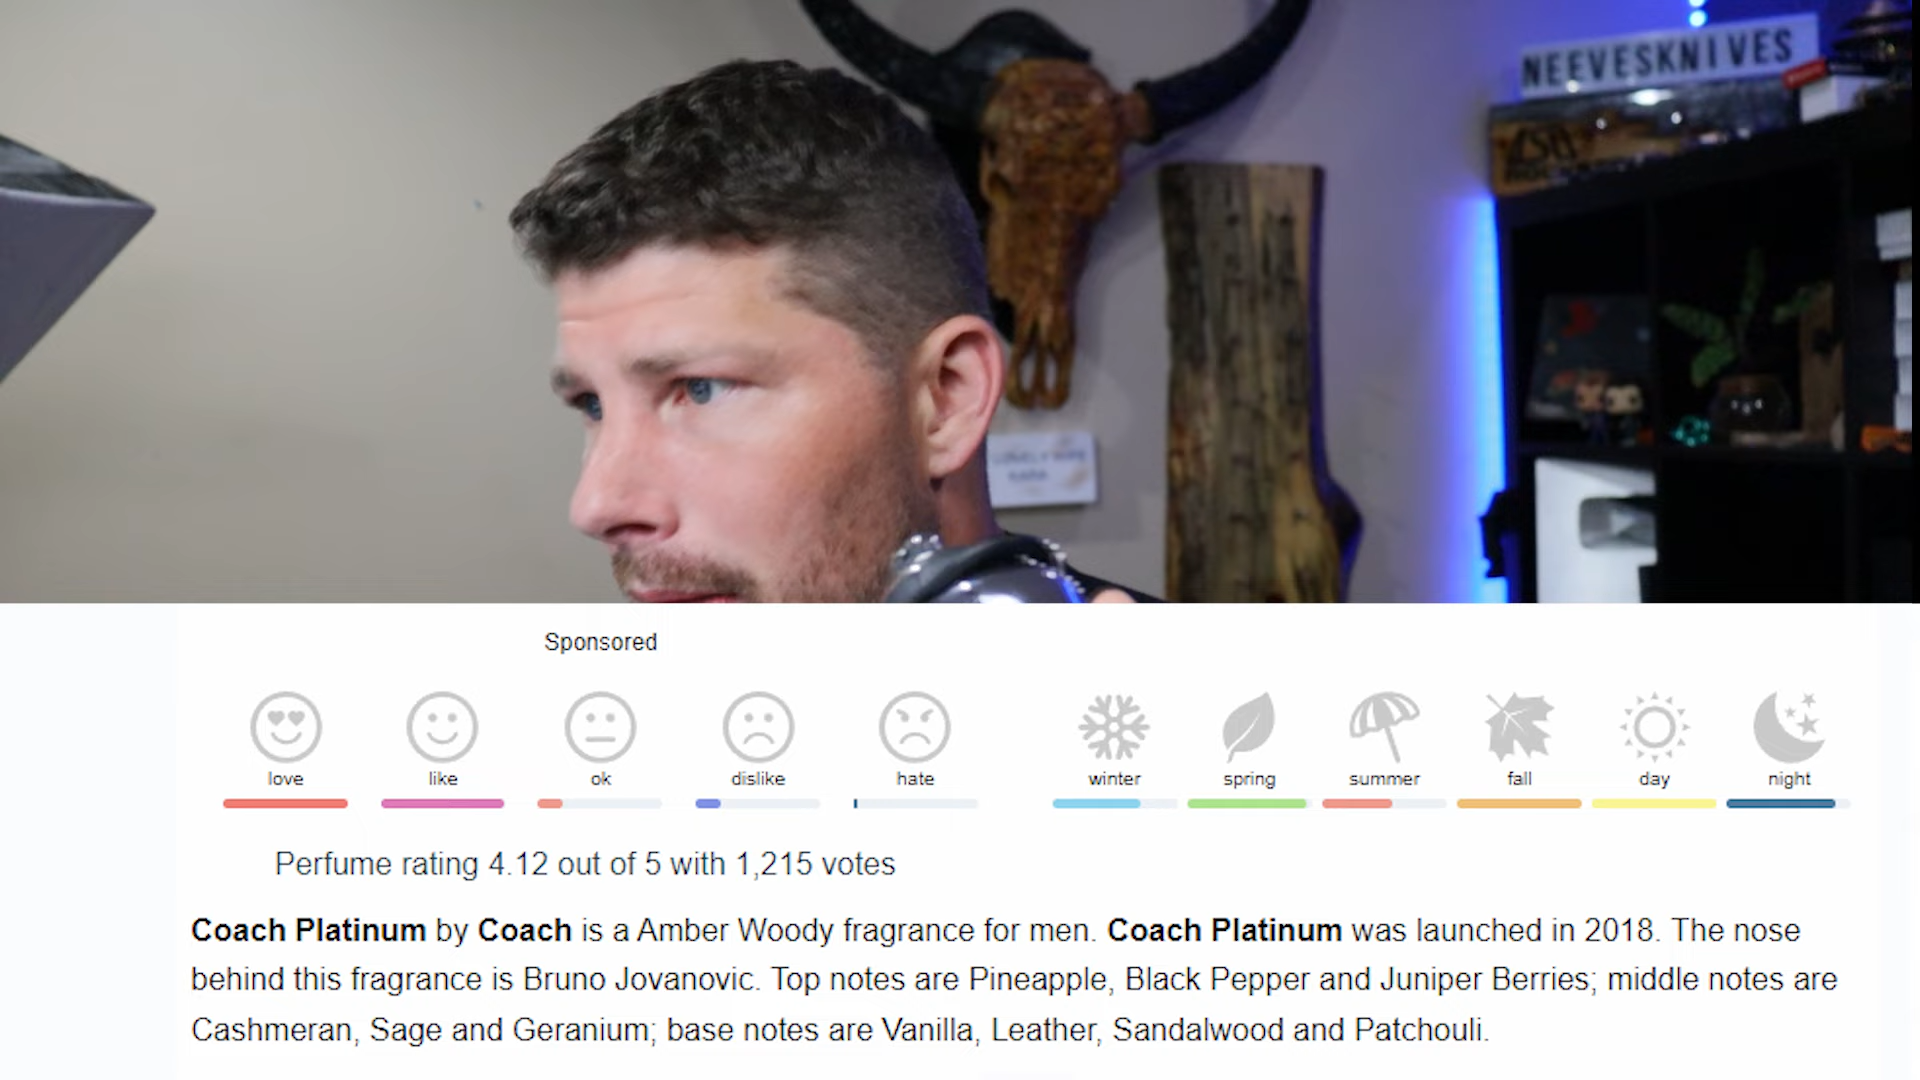 NEEVESKNIVES
Sponsored
love like ok dislike hate winter spring summer fall day night
Perfume rating 4.12 out of 5 with 1,215 votes
Coach Platinum by Coach is a Amber Woody fragrance for men. Coach Platinum was launched in 2018. The nose
behind this fragrance is Bruno Jovanovic. Top notes are Pineapple, Black Pepper and Juniper Berries; middle notes are
Cashmeran, Sage and Geranium; base notes are Vanilla, Leather, Sandalwood and Patchouli.